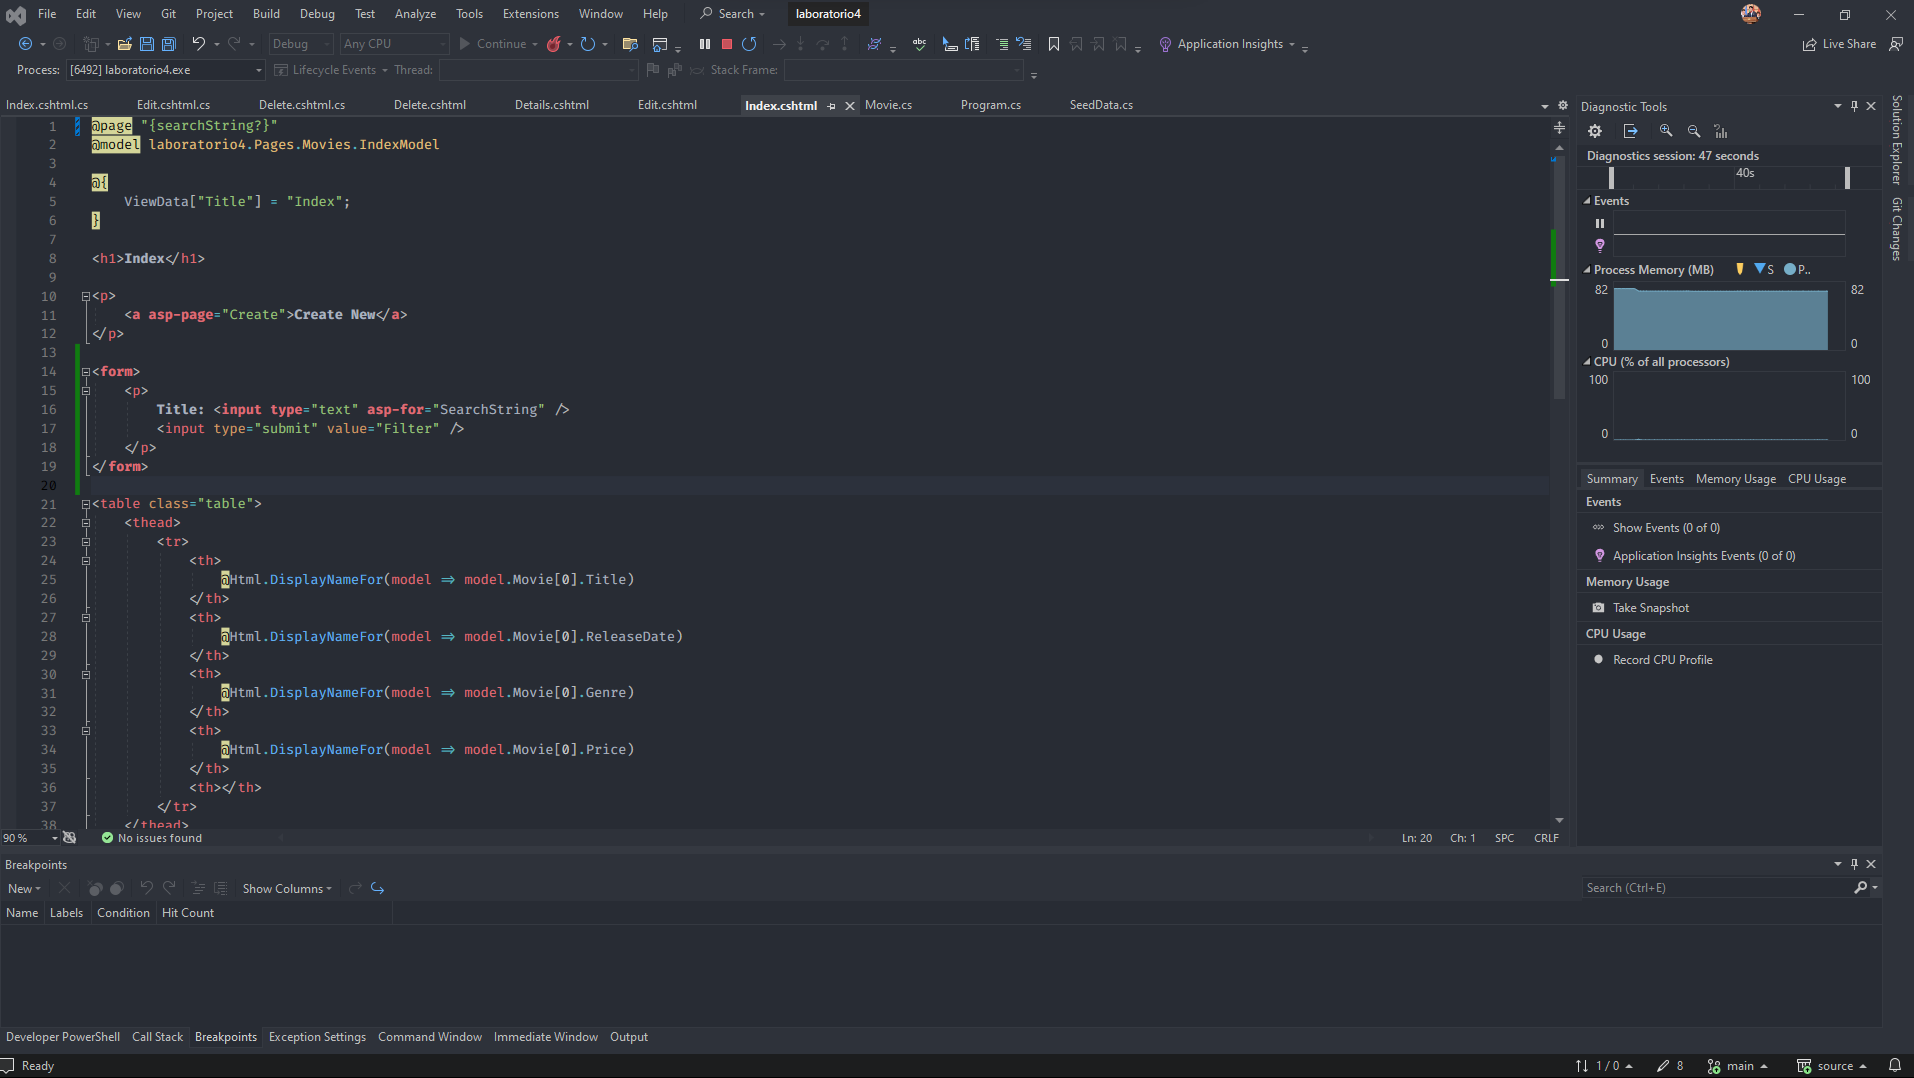 File Edit View Git Project Build Debug Test Analyze Tools Extensions Window Help Search laboratorio4
Debug Any CPU Continue Application Insights Live Share
Process: [6492] laboratorio4.exe Lifecycle Events Thread: Stack Frame:
Index.cshtml.cs Edit.cshtml.cs Delete.cshtml.cs Delete.cshtml Details.cshtml Edit.cshtml Index.cshtml Movie.cs Program.cs SeedData.cs
1 @page "{searchString?}"
2 @model laboratorio4.Pages.Movies.IndexModel
3
4 @{
5 ViewData["Title"] = "Index";
6 }
7
8 <h1>Index</h1>
9
10 <p>
11 <a asp-page="Create">Create New</a>
12 </p>
13
14 <form>
15 <p>
16 Title: <input type="text" asp-for="SearchString" />
17 <input type="submit" value="Filter" />
18 </p>
19 </form>
20
21 <table class="table">
22 <thead>
23 <tr>
24 <th>
25 @Html.DisplayNameFor(model => model.Movie[0].Title)
26 </th>
27 <th>
28 @Html.DisplayNameFor(model => model.Movie[0].ReleaseDate)
29 </th>
30 <th>
31 @Html.DisplayNameFor(model => model.Movie[0].Genre)
32 </th>
33 <th>
34 @Html.DisplayNameFor(model => model.Movie[0].Price)
35 </th>
36 <th></th>
37 </tr>
38 </thead>
90 % No issues found Ln: 20 Ch: 1 SPC CRLF
Diagnostic Tools
Diagnostics session: 47 seconds
40s
Events
Process Memory (MB) S P..
82 82
0 0
CPU (% of all processors)
100 100
0 0
Summary Events Memory Usage CPU Usage
Events
Show Events (0 of 0)
Application Insights Events (0 of 0)
Memory Usage
Take Snapshot
CPU Usage
Record CPU Profile
Solution Explorer
Git Changes
Breakpoints
New Show Columns Search (Ctrl+E)
Name Labels Condition Hit Count
Developer PowerShell Call Stack Breakpoints Exception Settings Command Window Immediate Window Output
Ready 1 / 0 8 main source